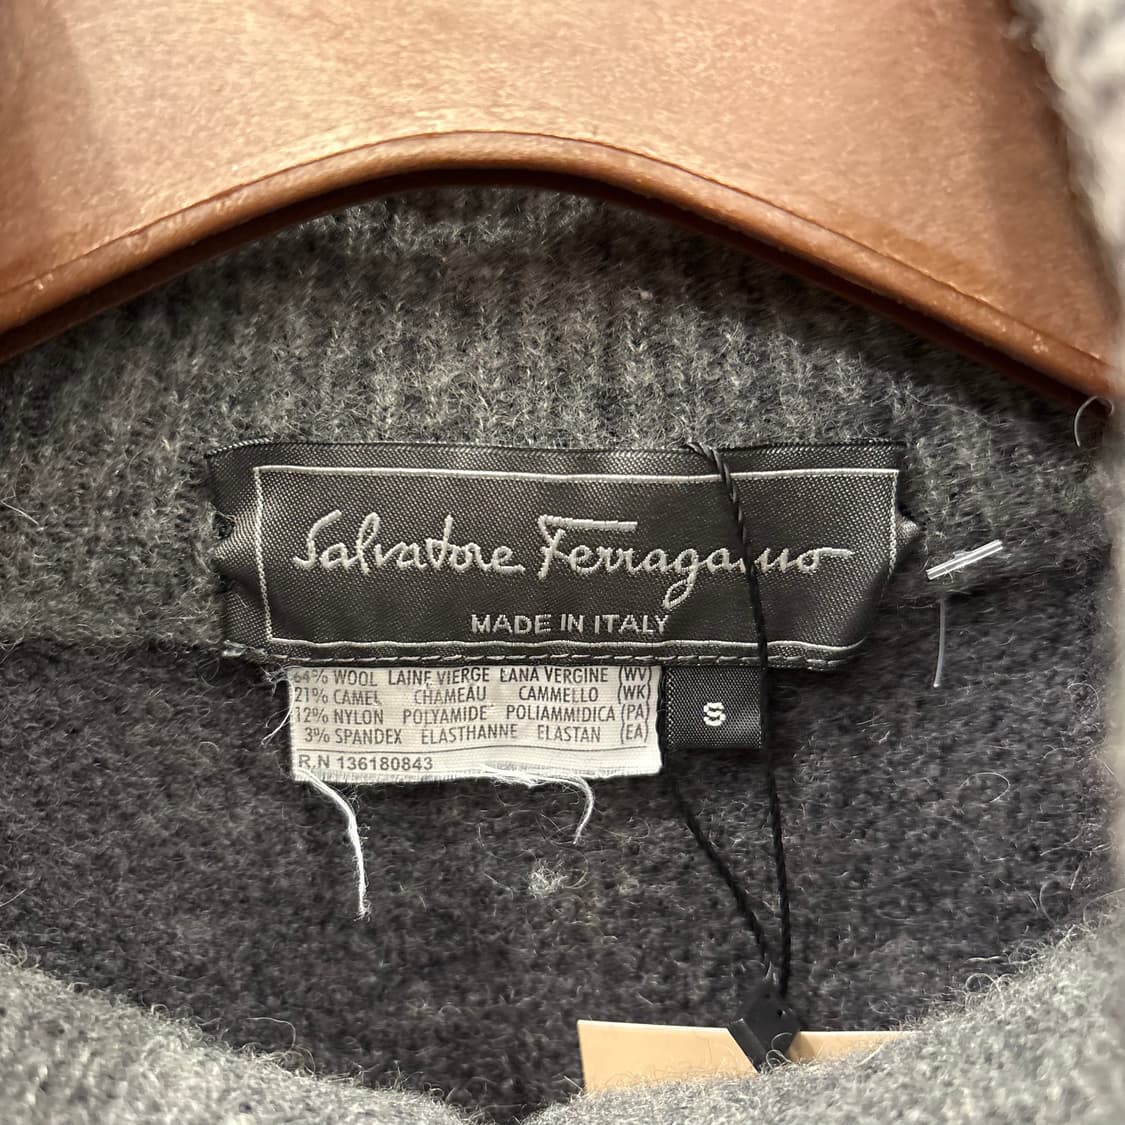 Salvatore Ferragamo
MADE IN ITALY
64% WOOL LAINE VIERGE LANA VERGINE (WV)
21% CAMEL CHAMEAU CAMMELLO (WK)
12% NYLON POLYAMIDE POLIAMMIDICA (PA)
3% SPANDEX ELASTHANNE ELASTAN (EA)
R.N 136180843
S